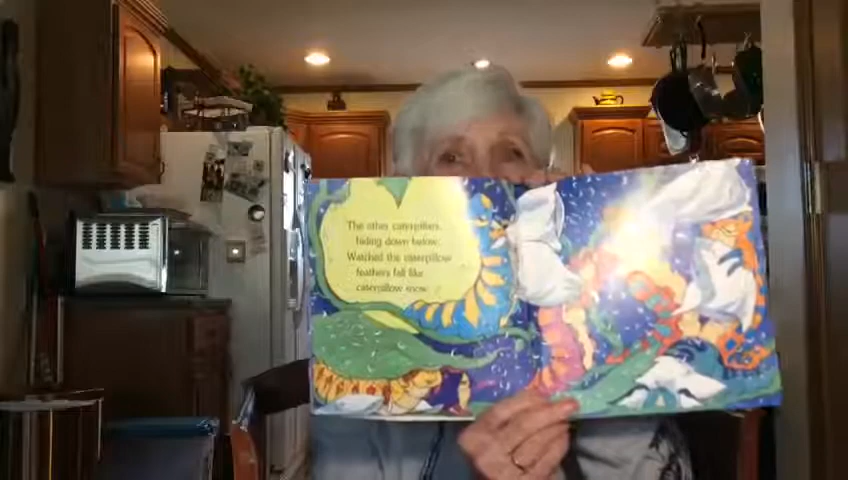 The other caterpillars,
hiding down below,
Watched the caterpillow
feathers fall like
caterpillow snow.